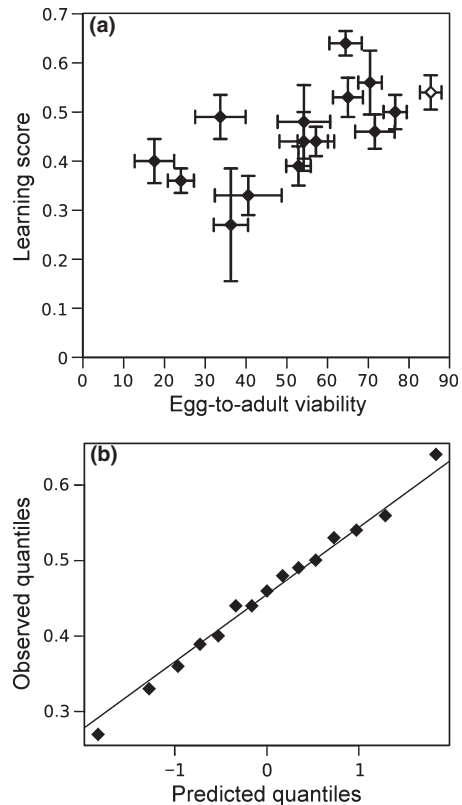 (a)
0.7
0.6
0.5
0.4
0.3
0.2
0.1
0
Learning score
0 10 20 30 40 50 60 70 80 90
Egg-to-adult viability
(b)
0.6
0.5
0.4
0.3
Observed quantiles
−1 0 1
Predicted quantiles